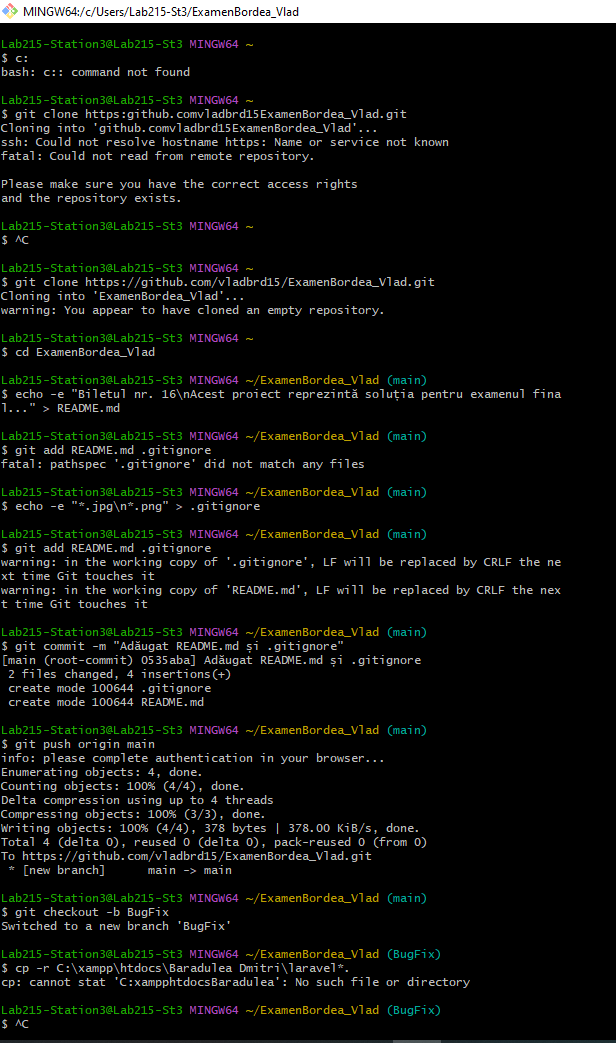 MINGW64:/c/Users/Lab215-St3/ExamenBordea_Vlad
Lab215-Station3@Lab215-St3 MINGW64 ~
$ c:
bash: c:: command not found
Lab215-Station3@Lab215-St3 MINGW64 ~
$ git clone https:github.comvladbrd15ExamenBordea_Vlad.git
Cloning into 'github.comvladbrd15ExamenBordea_Vlad'...
ssh: Could not resolve hostname https: Name or service not known
fatal: Could not read from remote repository.
Please make sure you have the correct access rights
and the repository exists.
Lab215-Station3@Lab215-St3 MINGW64 ~
$ ^C
Lab215-Station3@Lab215-St3 MINGW64 ~
$ git clone https://github.com/vladbrd15/ExamenBordea_Vlad.git
Cloning into 'ExamenBordea_Vlad'...
warning: You appear to have cloned an empty repository.
Lab215-Station3@Lab215-St3 MINGW64 ~
$ cd ExamenBordea_Vlad
Lab215-Station3@Lab215-St3 MINGW64 ~/ExamenBordea_Vlad (main)
$ echo -e "Biletul nr. 16\nAcest proiect reprezintă soluția pentru examenul fina
l..." > README.md
Lab215-Station3@Lab215-St3 MINGW64 ~/ExamenBordea_Vlad (main)
$ git add README.md .gitignore
fatal: pathspec '.gitignore' did not match any files
Lab215-Station3@Lab215-St3 MINGW64 ~/ExamenBordea_Vlad (main)
$ echo -e "*.jpg\n*.png" > .gitignore
Lab215-Station3@Lab215-St3 MINGW64 ~/ExamenBordea_Vlad (main)
$ git add README.md .gitignore
warning: in the working copy of '.gitignore', LF will be replaced by CRLF the ne
xt time Git touches it
warning: in the working copy of 'README.md', LF will be replaced by CRLF the nex
t time Git touches it
Lab215-Station3@Lab215-St3 MINGW64 ~/ExamenBordea_Vlad (main)
$ git commit -m "Adăugat README.md și .gitignore"
[main (root-commit) 0535aba] Adăugat README.md și .gitignore
2 files changed, 4 insertions(+)
create mode 100644 .gitignore
create mode 100644 README.md
Lab215-Station3@Lab215-St3 MINGW64 ~/ExamenBordea_Vlad (main)
$ git push origin main
info: please complete authentication in your browser...
Enumerating objects: 4, done.
Counting objects: 100% (4/4), done.
Delta compression using up to 4 threads
Compressing objects: 100% (3/3), done.
Writing objects: 100% (4/4), 378 bytes | 378.00 KiB/s, done.
Total 4 (delta 0), reused 0 (delta 0), pack-reused 0 (from 0)
To https://github.com/vladbrd15/ExamenBordea_Vlad.git
* [new branch]      main -> main
Lab215-Station3@Lab215-St3 MINGW64 ~/ExamenBordea_Vlad (main)
$ git checkout -b BugFix
Switched to a new branch 'BugFix'
Lab215-Station3@Lab215-St3 MINGW64 ~/ExamenBordea_Vlad (BugFix)
$ cp -r C:\xampp\htdocs\Baradulea Dmitri\laravel*.
cp: cannot stat 'C:xampphtdocsBaradulea': No such file or directory
Lab215-Station3@Lab215-St3 MINGW64 ~/ExamenBordea_Vlad (BugFix)
$ ^C